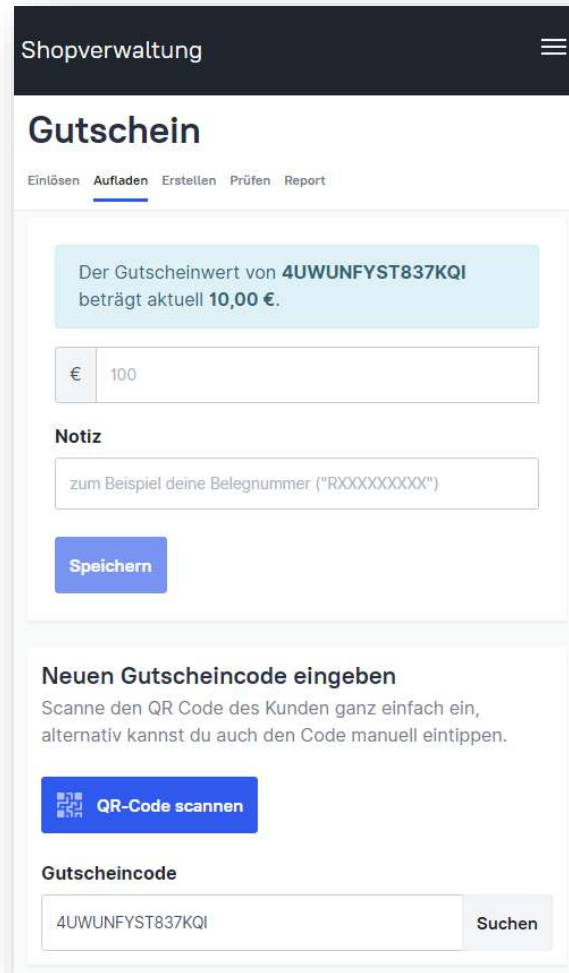 Shopverwaltung
Gutschein
Einlösen Aufladen Erstellen Prüfen Report
Der Gutscheinwert von 4UWUNFYST837KQI
beträgt aktuell 10,00 €.
€ 100
Notiz
zum Beispiel deine Belegnummer ("RXXXXXXXXXX")
Speichern
Neuen Gutscheincode eingeben
Scanne den QR Code des Kunden ganz einfach ein,
alternativ kannst du auch den Code manuell eintippen.
QR-Code scannen
Gutscheincode
4UWUNFYST837KQI Suchen